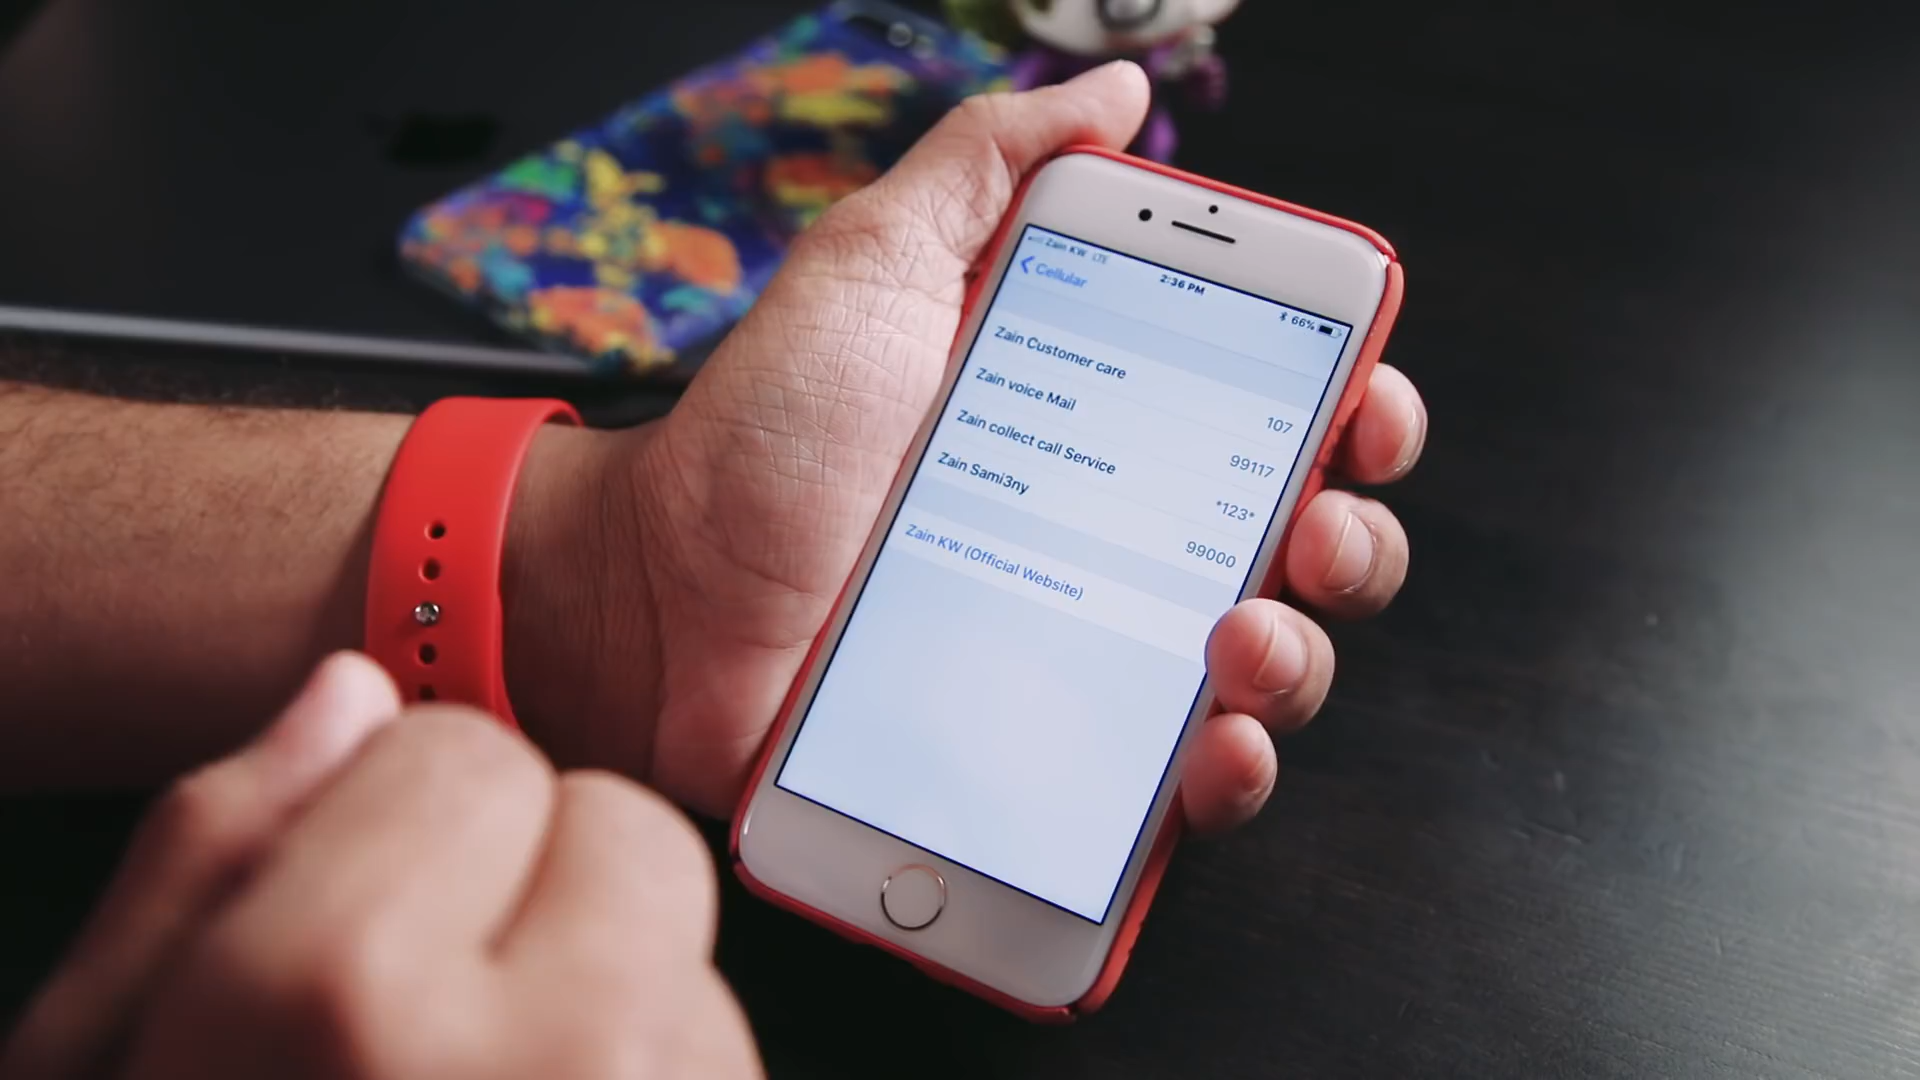 Zain KW LTE 2:36 PM 66%
Cellular
Zain Customer care 107
Zain voice Mail 99117
Zain collect call Service *123*
Zain Sami3ny 99000
Zain KW (Official Website)